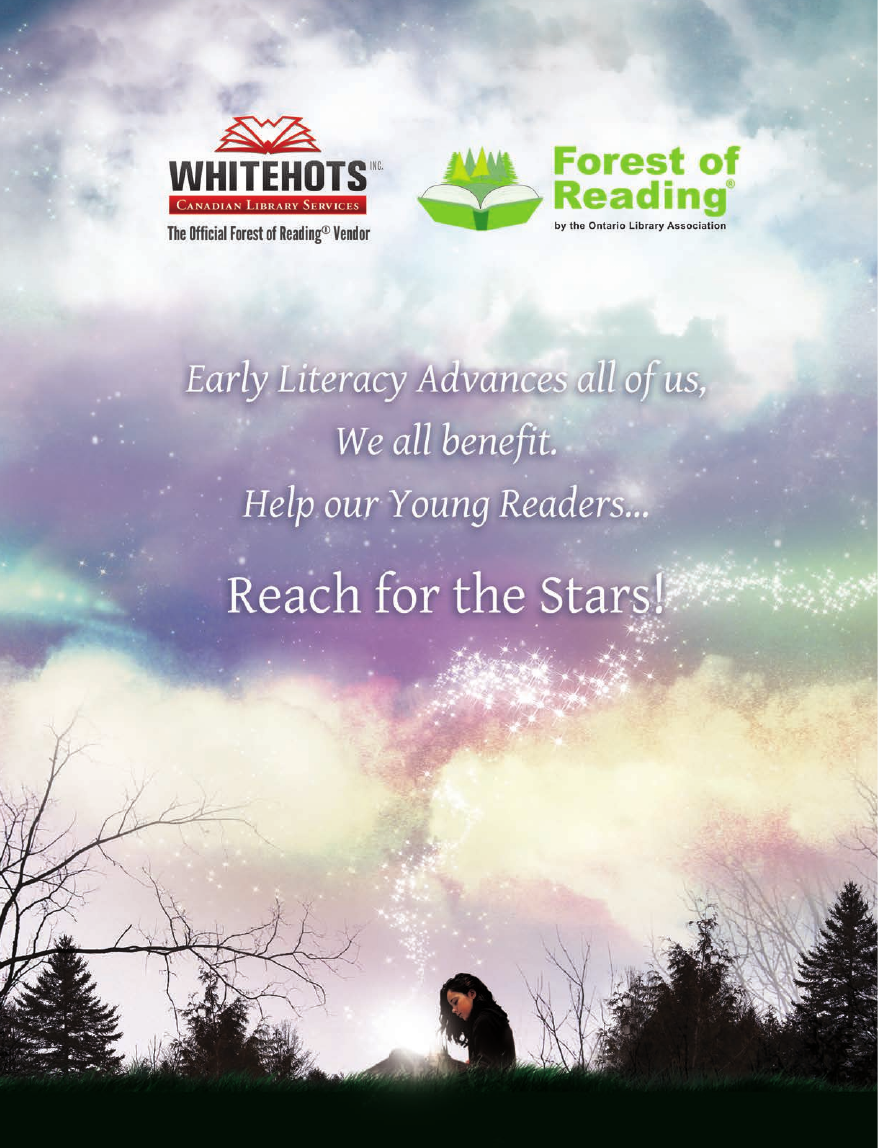 WHITEHOTS INC.
CANADIAN LIBRARY SERVICES
The Official Forest of Reading® Vendor
Forest of
Reading®
by the Ontario Library Association
Early Literacy Advances all of us,
We all benefit.
Help our Young Readers...
Reach for the Stars!